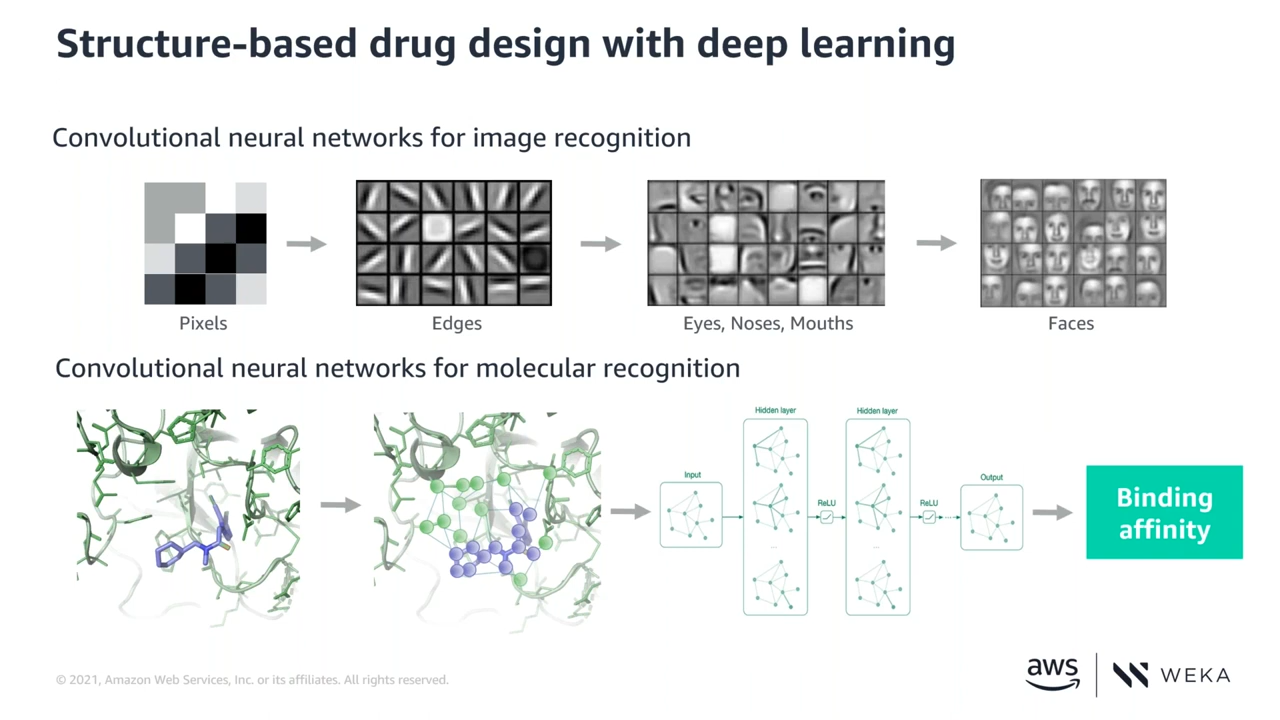 Structure-based drug design with deep learning
Convolutional neural networks for image recognition
Pixels
Edges
Eyes, Noses, Mouths
Faces
Convolutional neural networks for molecular recognition
Input
Hidden layer
ReLU
Hidden layer
ReLU
Output
Binding
affinity
© 2021, Amazon Web Services, Inc. or its affiliates. All rights reserved.
aws
WEKA